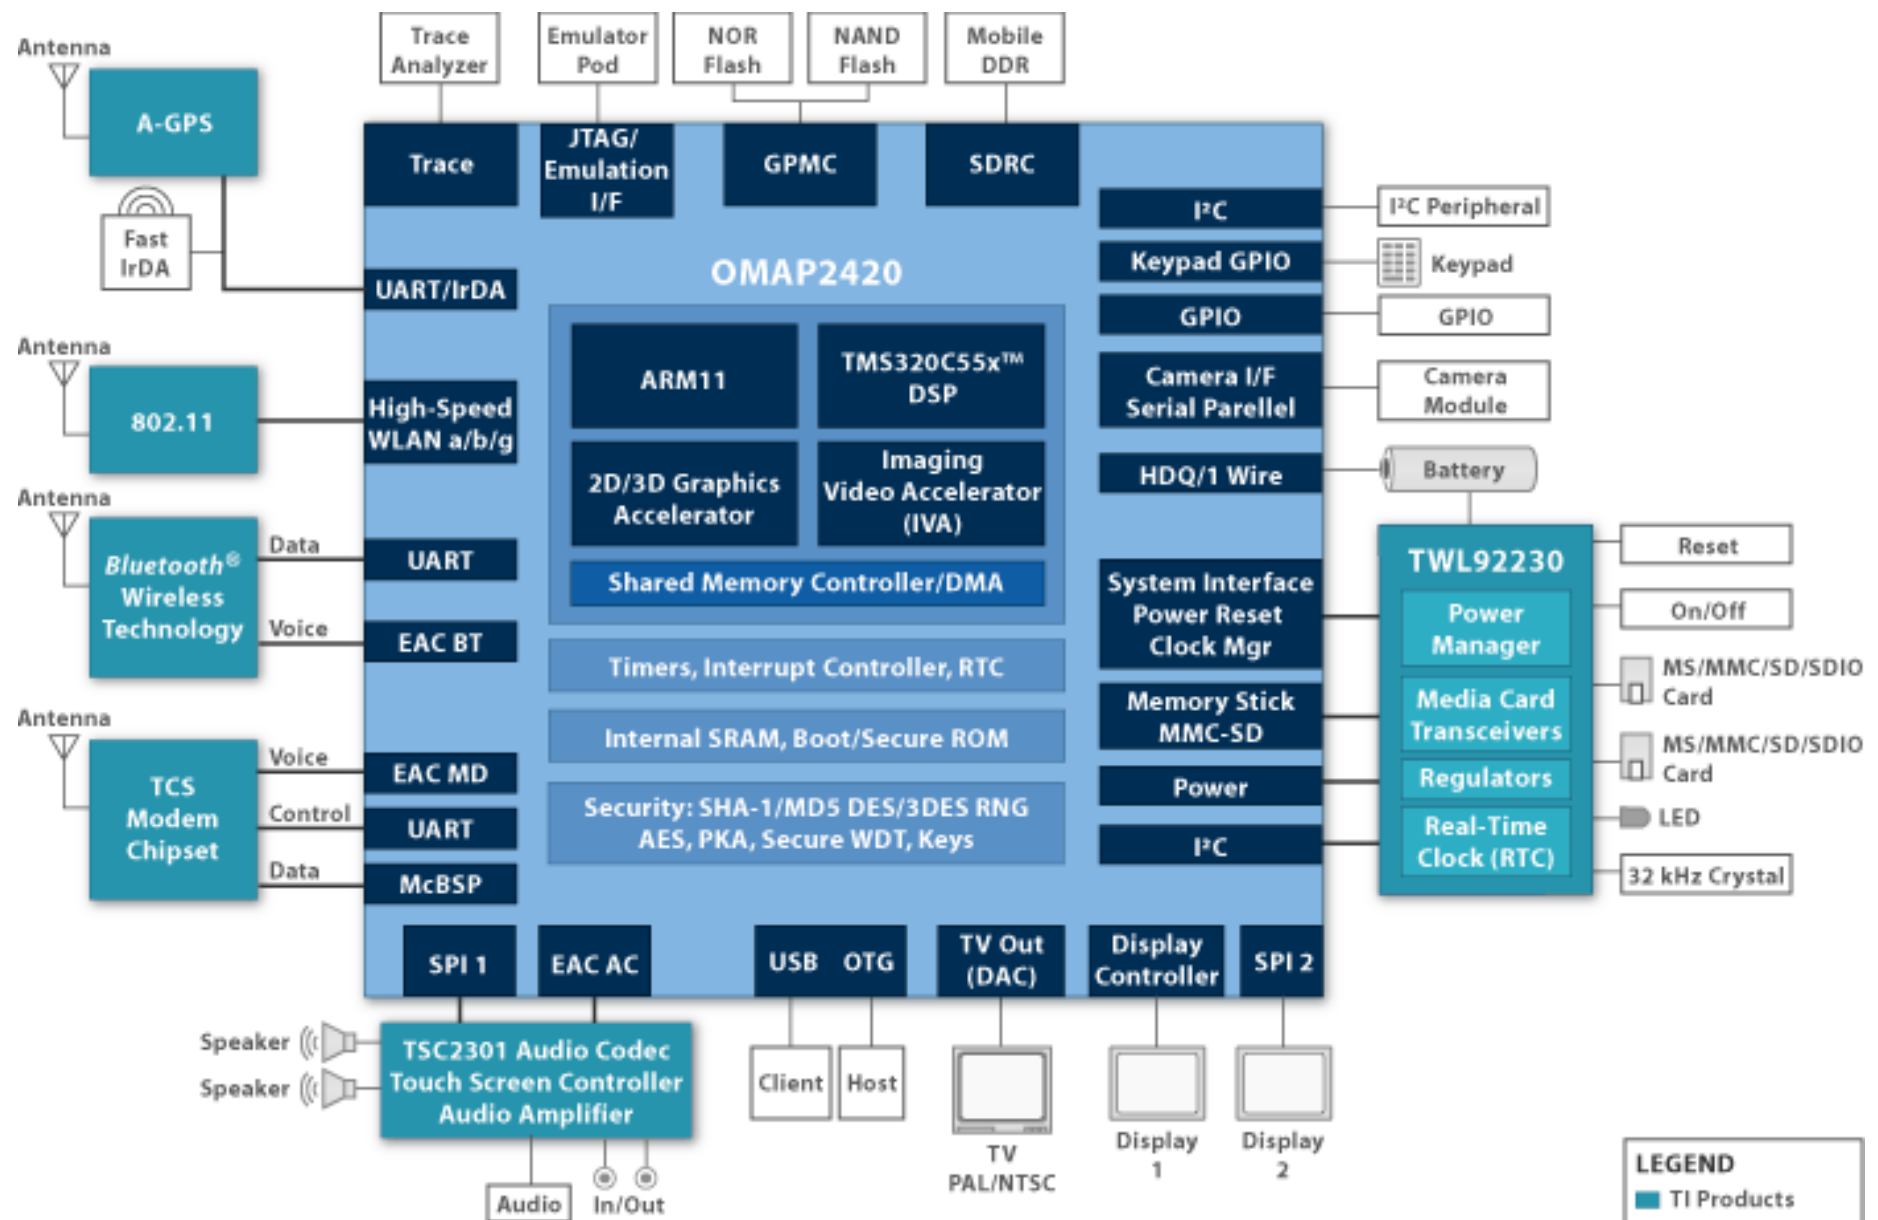 Antenna
A-GPS
Fast
IrDA
Antenna
802.11
Antenna
Bluetooth®
Wireless
Technology
Data
Voice
Antenna
TCS
Modem
Chipset
Voice
Control
Data
Trace
Analyzer
Emulator
Pod
NOR
Flash
NAND
Flash
Mobile
DDR
Trace
JTAG/
Emulation
I/F
GPMC
SDRC
UART/IrDA
High-Speed
WLAN a/b/g
UART
EAC BT
EAC MD
UART
McBSP
OMAP2420
ARM11
TMS320C55x™
DSP
2D/3D Graphics
Accelerator
Imaging
Video Accelerator
(IVA)
Shared Memory Controller/DMA
Timers, Interrupt Controller, RTC
Internal SRAM, Boot/Secure ROM
Security: SHA-1/MD5 DES/3DES RNG
AES, PKA, Secure WDT, Keys
I²C
Keypad GPIO
GPIO
Camera I/F
Serial Parellel
HDQ/1 Wire
System Interface
Power Reset
Clock Mgr
Memory Stick
MMC-SD
Power
I²C
I²C Peripheral
Keypad
GPIO
Camera
Module
Battery
TWL92230
Power
Manager
Media Card
Transceivers
Regulators
Real-Time
Clock (RTC)
Reset
On/Off
MS/MMC/SD/SDIO
Card
MS/MMC/SD/SDIO
Card
LED
32 kHz Crystal
SPI 1
EAC AC
USB OTG
TV Out
(DAC)
Display
Controller
SPI 2
Speaker
Speaker
TSC2301 Audio Codec
Touch Screen Controller
Audio Amplifier
Audio
In/Out
Client
Host
TV
PAL/NTSC
Display
1
Display
2
LEGEND
TI Products